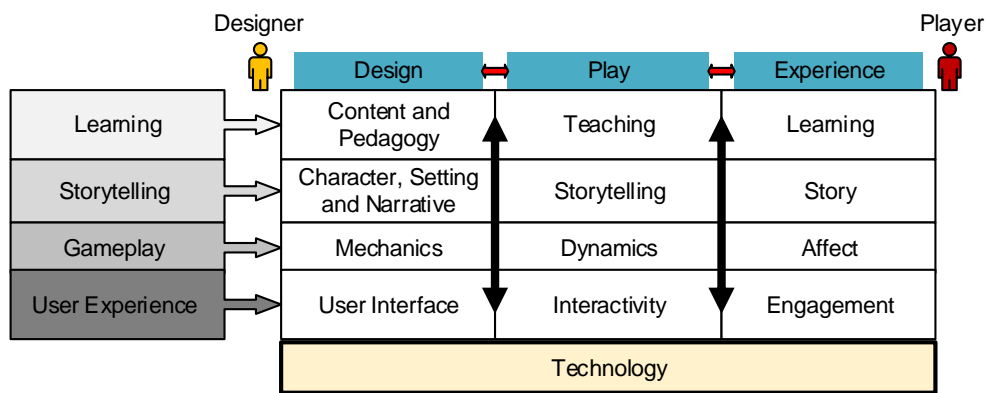 Designer
Player
Design
Play
Experience
Learning
Content and
Pedagogy
Teaching
Learning
Storytelling
Character, Setting
and Narrative
Storytelling
Story
Gameplay
Mechanics
Dynamics
Affect
User Experience
User Interface
Interactivity
Engagement
Technology